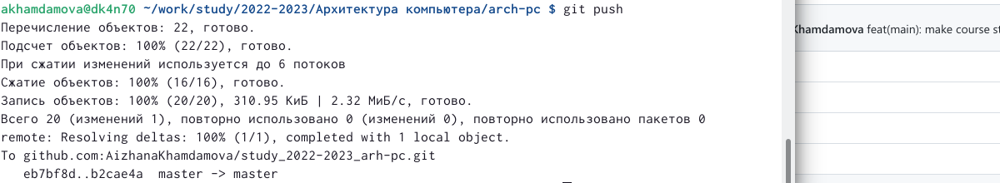 akhamdamova@dk4n70 ~/work/study/2022-2023/Архитектура компьютера/arch-pc $ git push
Перечисление объектов: 22, готово.
Подсчет объектов: 100% (22/22), готово.
При сжатии изменений используется до 6 потоков
Сжатие объектов: 100% (16/16), готово.
Запись объектов: 100% (20/20), 310.95 КиБ | 2.32 МиБ/с, готово.
Всего 20 (изменений 1), повторно использовано 0 (изменений 0), повторно использовано пакетов 0
remote: Resolving deltas: 100% (1/1), completed with 1 local object.
To github.com:AizhanaKhamdamova/study_2022-2023_arh-pc.git
eb7bf8d..b2cae4a master -> master
Khamdamova feat(main): make course st